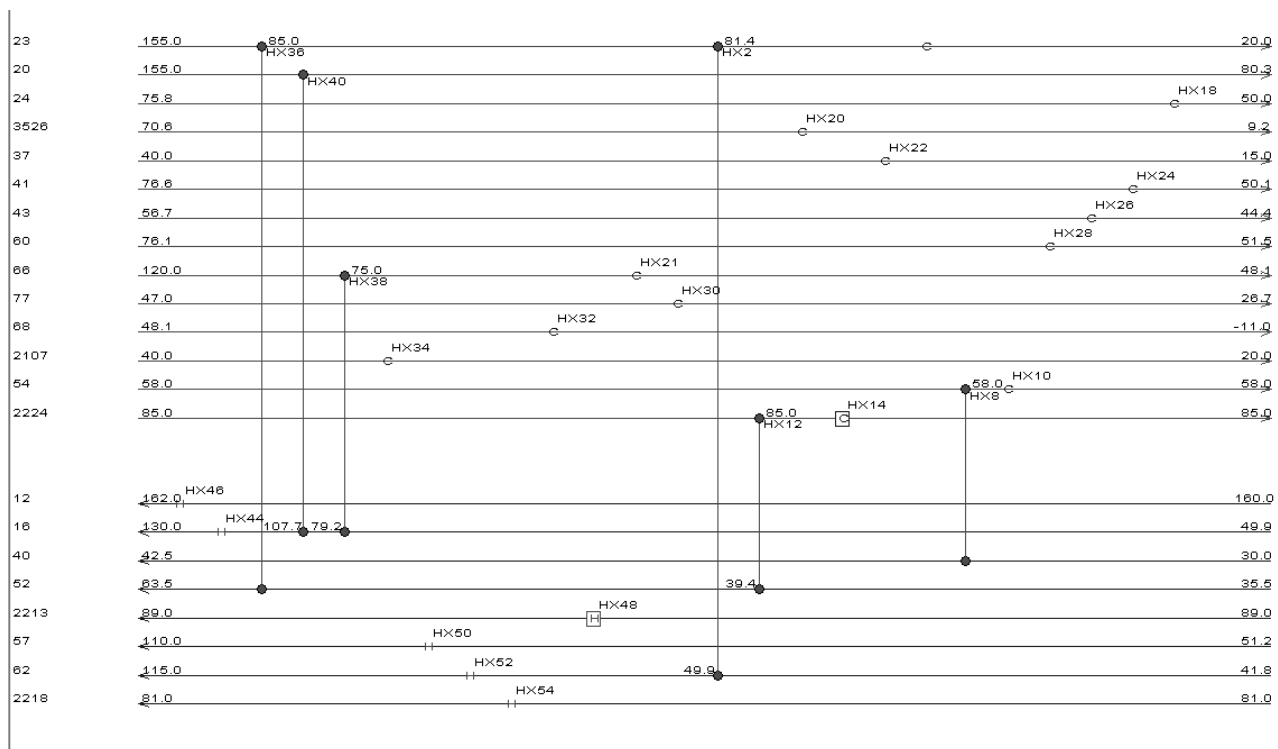 23 155.0 85.0 81.4 20.0
HX36 HX2
20 155.0 80.3
HX40
HX18
24 75.8 50.0
HX20
3526 70.6 9.2
HX22
37 40.0 15.0
HX24
41 76.6 50.1
HX26
43 56.7 44.4
HX28
60 76.1 51.5
HX21
66 120.0 75.0 48.1
HX38
HX30
77 47.0 26.7
HX32
68 48.1 -11.0
HX34
2107 40.0 20.0
HX10
54 58.0 58.0 58.0
HX8
HX14
2224 85.0 85.0 85.0
HX12
HX46
12 162.0 160.0
HX44
16 130.0 107.7 79.2 49.9
40 42.5 30.0
52 63.5 39.4 35.5
HX48
2213 89.0 89.0
HX50
57 110.0 51.2
HX52
62 115.0 49.9 41.8
HX54
2218 81.0 81.0